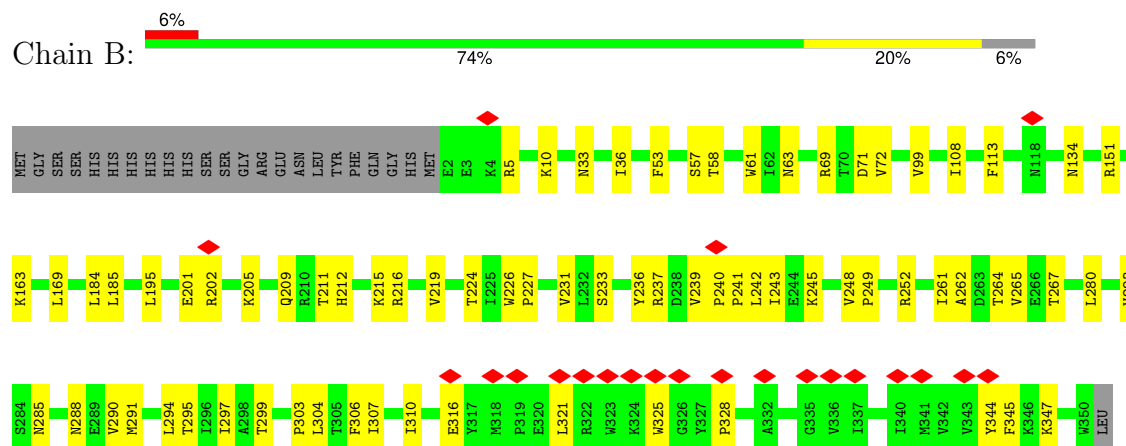 6%
Chain B:
74% 20% 6%
MET GLY SER SER HIS HIS HIS HIS HIS HIS SER SER GLY ARG GLU ASN LEU TYR PHE GLN GLY HIS MET E2 E3 K4 R5 K10 N33 I36 F53 S57 T58 W61 I62 N63 R69 T70 D71 V72 V99 I108 F113 N118 N134 R151
K163 L169 L184 L185 L195 E201 R202 K205 Q209 R210 T211 H212 K215 R216 V219 T224 I225 W226 P227 V231 L232 S233 Y236 R237 D238 V239 P240 P241 L242 I243 E244 K245 V248 P249 R252 I261 A262 D263 T264 V265 E266 T267 L280
S284 N285 N288 E289 V290 M291 L294 T295 I296 I297 A298 T299 P303 L304 T305 F306 I307 I310 E316 Y317 M318 P319 E320 L321 R322 W323 K324 W325 G326 Y327 P328 A332 G335 V336 I337 I340 M341 V342 V343 Y344 F345 K346 K347 W350 LEU